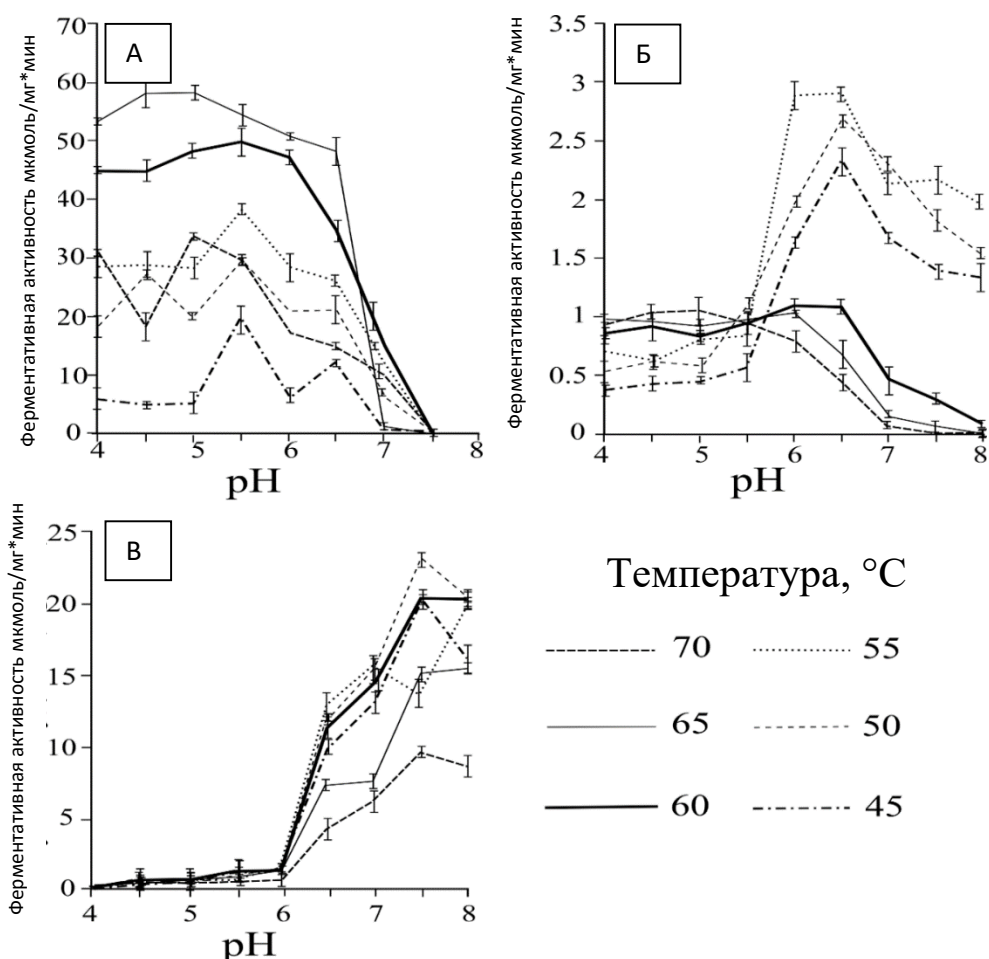 А
Ферментативная активность мкмоль/мг*мин
70
60
50
40
30
20
10
0
4 5 6 7 8
pH
Б
Ферментативная активность мкмоль/мг*мин
3.5
3
2.5
2
1.5
1
0.5
0
4 5 6 7 8
pH
В
Ферментативная активность мкмоль/мг*мин
25
20
15
10
5
0
4 5 6 7 8
pH
Температура, °C
70 55
65 50
60 45